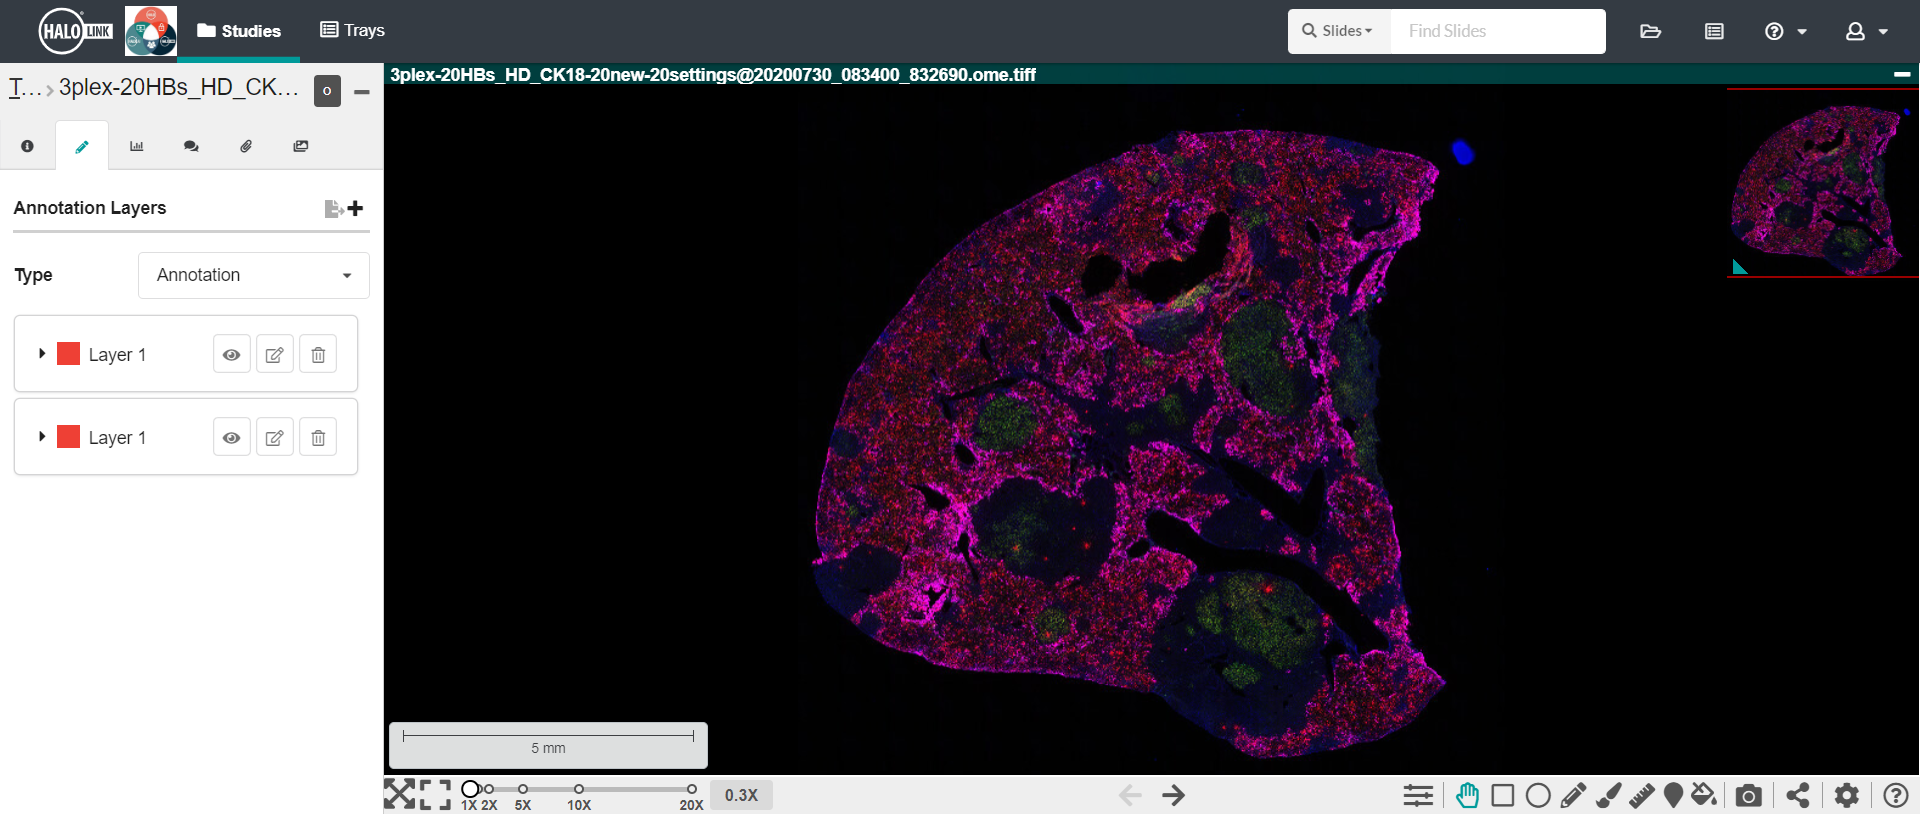 HALO LINK
Studies
Trays
Slides
Find Slides
T... 3plex-20HBs_HD_CK...
o
3plex-20HBs_HD_CK18-20new-20settings@20200730_083400_832690.ome.tiff
Annotation Layers
Type
Annotation
Layer 1
Layer 1
5 mm
1X 2X 5X 10X 20X
0.3X